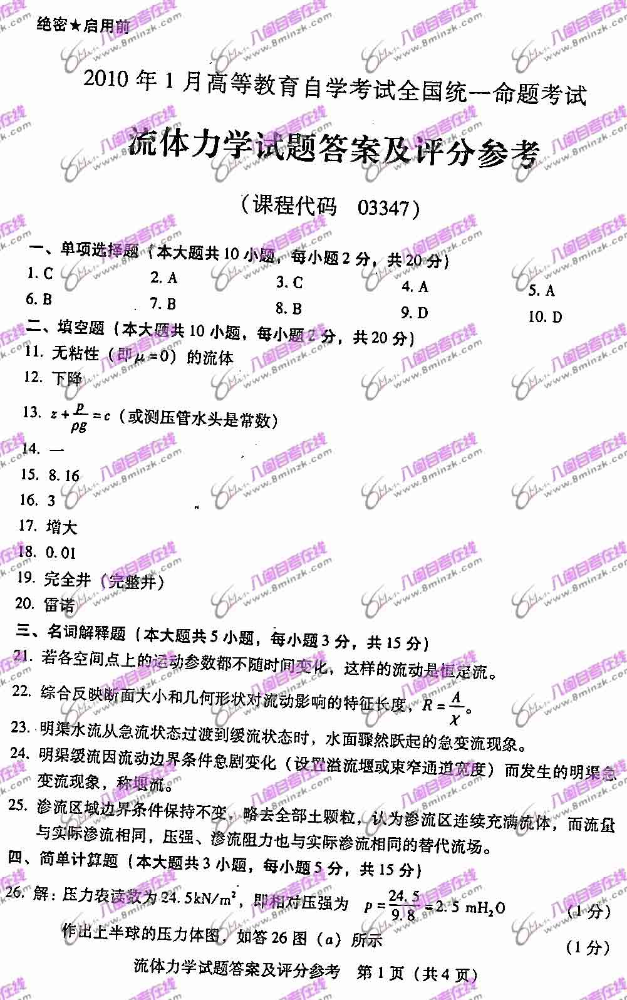 绝密★启用前
2010 年 1 月高等教育自学考试全国统一命题考试
流体力学试题答案及评分参考
(课程代码 03347)
一、单项选择题(本大题共 10 小题，每小题 2 分，共 20 分)
1. C 2. A 3. C 4. A 5. A
6. B 7. B 8. B 9. D 10. D
二、填空题(本大题共 10 小题，每小题 2 分，共 20 分)
11. 无粘性(即 μ=0)的流体
12. 下降
13. z+p/ρg=c(或测压管水头是常数)
14. 一
15. 8.16
16. 3
17. 增大
18. 0.01
19. 完全井(完整井)
20. 雷诺
三、名词解释题(本大题共 5 小题，每小题 3 分，共 15 分)
21. 若各空间点上的运动参数都不随时间变化，这样的流动是恒定流。
22. 综合反映断面大小和几何形状对流动影响的特征长度，R=A/χ。
23. 明渠水流从急流状态过渡到缓流状态时，水面骤然跃起的急变流现象。
24. 明渠缓流因流动边界条件急剧变化(设置溢流堰或束窄通道宽度)而发生的明渠急
变流现象，称堰流。
25. 渗流区域边界条件保持不变，略去全部土颗粒，认为渗流区连续充满流体，而流量
与实际渗流相同，压强、渗流阻力也与实际渗流相同的替代流场。
四、简单计算题(本大题共 3 小题，每小题 5 分，共 15 分)
26. 解：压力表读数为 24.5kN/m²，即相对压强为 p=24.5/9.8=2.5 mH₂O (1 分)
作出上半球的压力体图，如答 26 图(a)所示 (1 分)
流体力学试题答案及评分参考 第 1 页(共 4 页)
八闽自考在线
www.8minzk.com